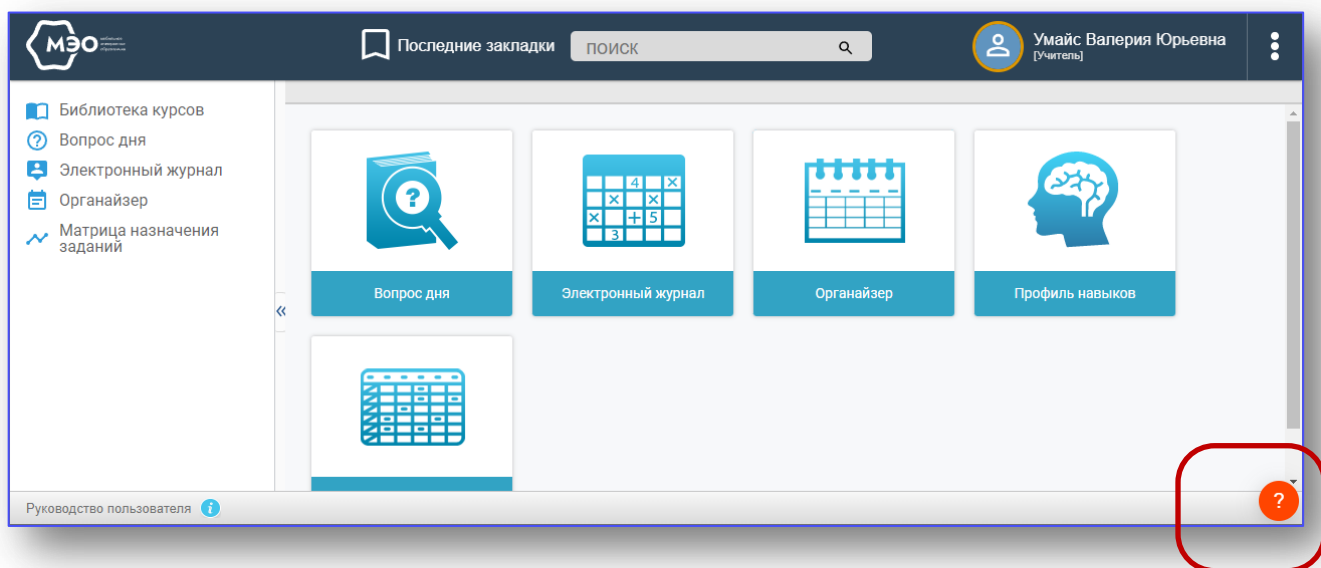 МЭО
Последние закладки
ПОИСК
Умайс Валерия Юрьевна
[Учитель]
Библиотека курсов
Вопрос дня
Электронный журнал
Органайзер
Матрица назначения
заданий
?
4 X
X X
X + 5
3
Вопрос дня
Электронный журнал
Органайзер
Профиль навыков
Руководство пользователя i
?